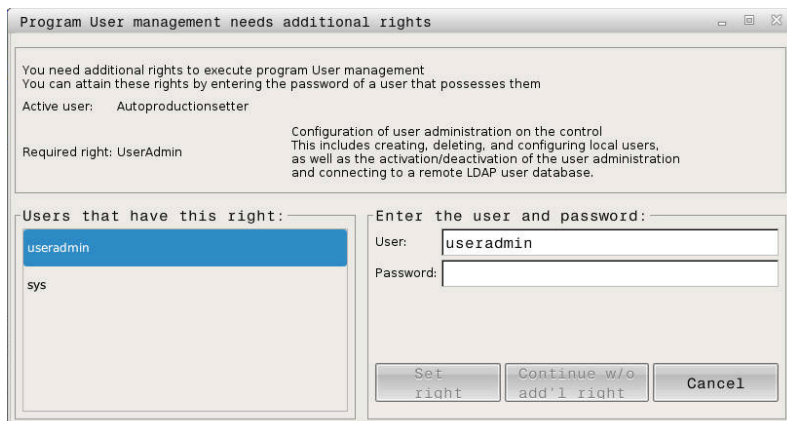 Program User management needs additional rights
You need additional rights to execute program User management
You can attain these rights by entering the password of a user that possesses them
Active user: Autoproductionsetter
Required right: UserAdmin
Configuration of user administration on the control
This includes creating, deleting, and configuring local users,
as well as the activation/deactivation of the user administration
and connecting to a remote LDAP user database.
Users that have this right:
useradmin
sys
Enter the user and password:
User: useradmin
Password:
Set
right
Continue w/o
add'l right
Cancel